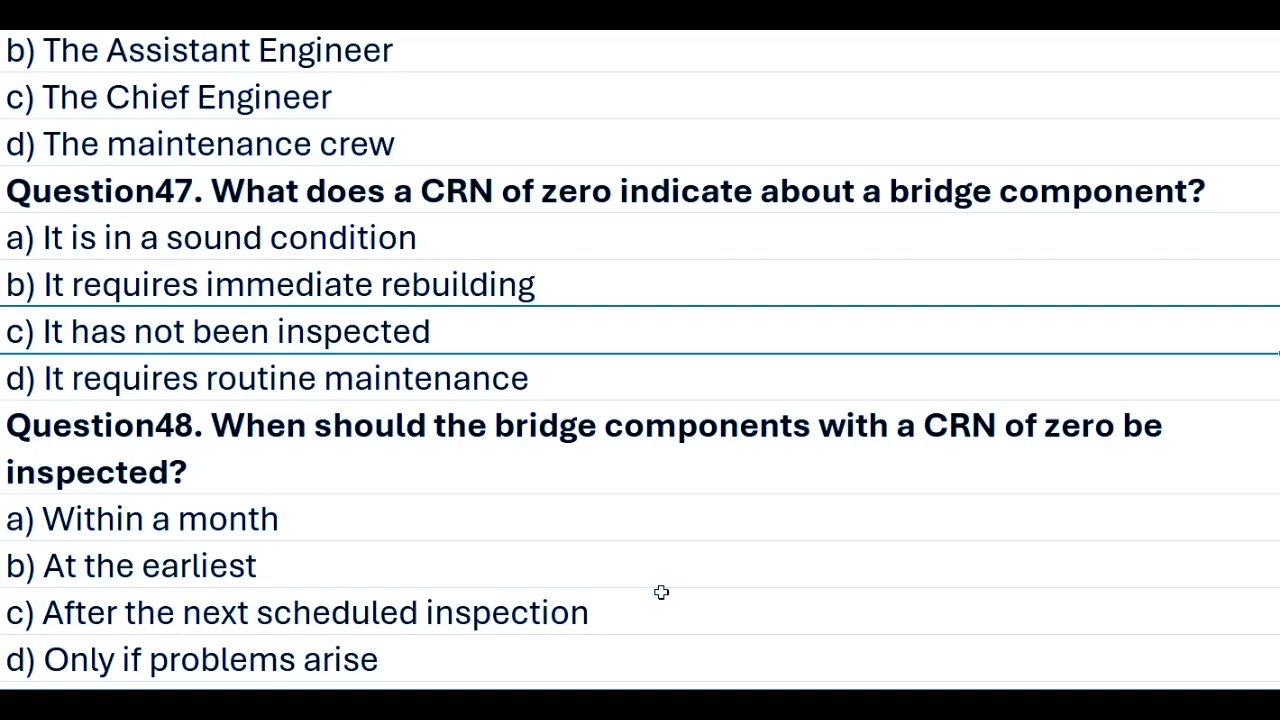 b) The Assistant Engineer
c) The Chief Engineer
d) The maintenance crew
Question47. What does a CRN of zero indicate about a bridge component?
a) It is in a sound condition
b) It requires immediate rebuilding
c) It has not been inspected
d) It requires routine maintenance
Question48. When should the bridge components with a CRN of zero be
inspected?
a) Within a month
b) At the earliest
c) After the next scheduled inspection
d) Only if problems arise